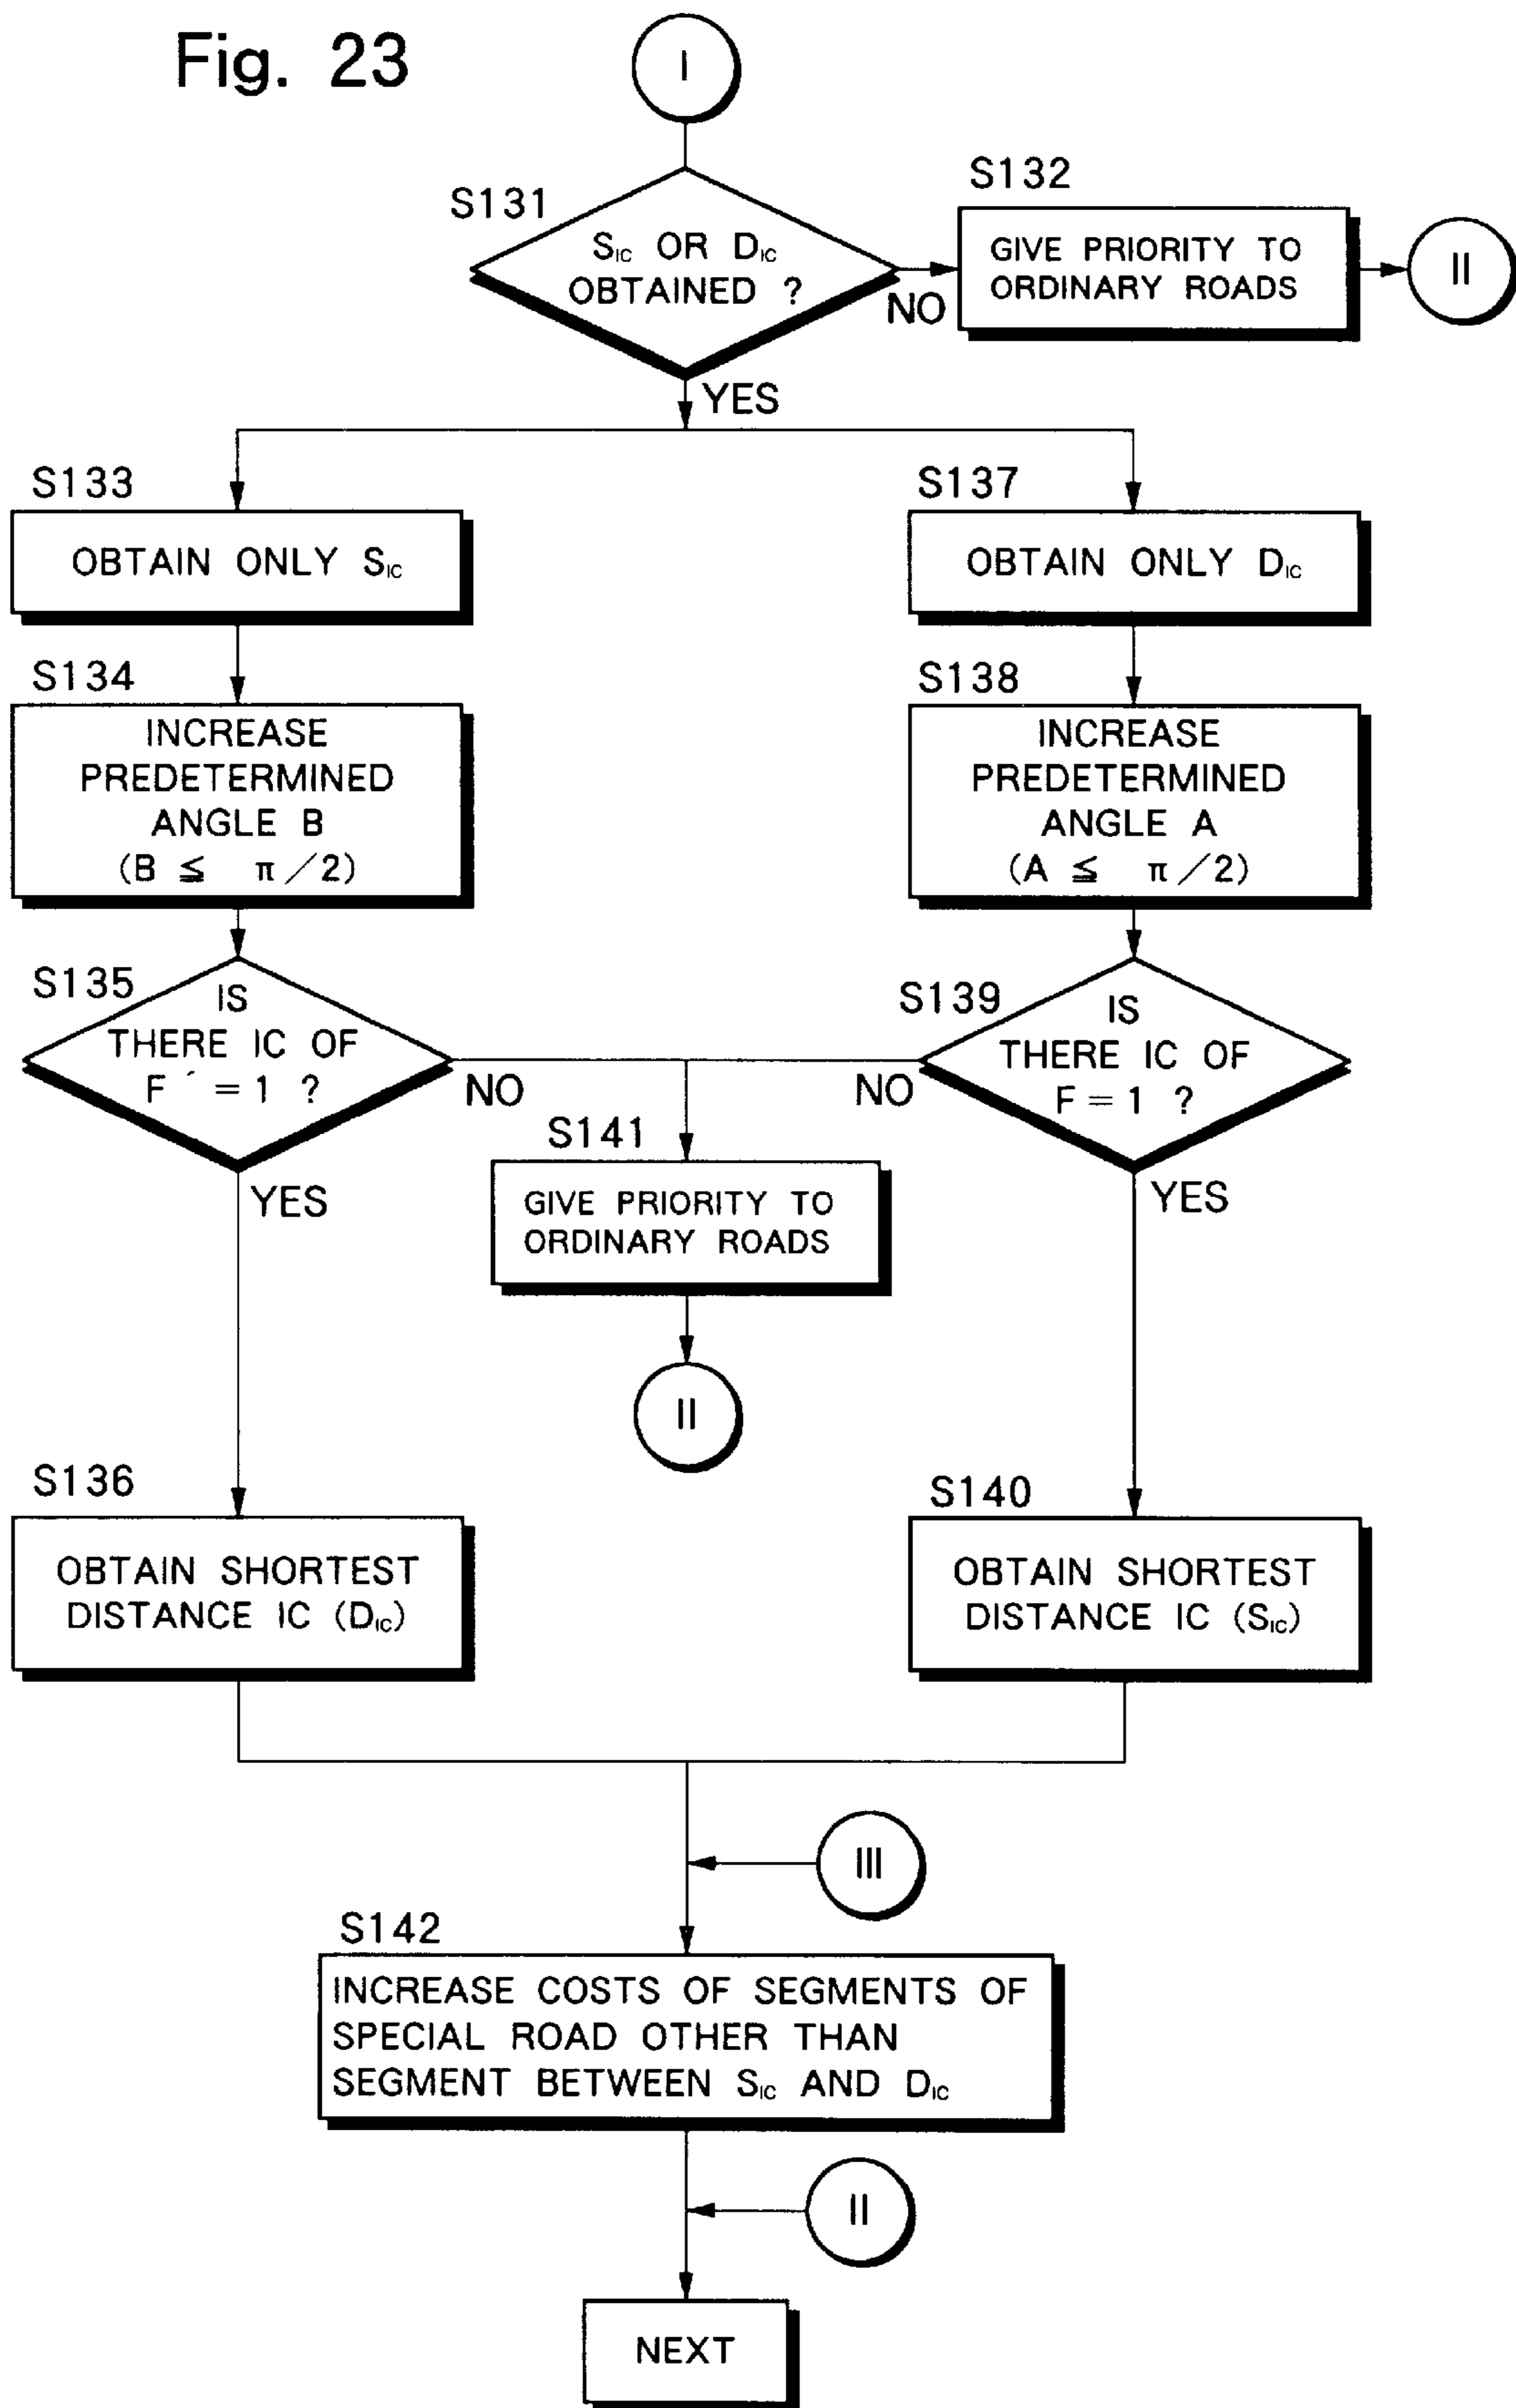 Fig. 23
I
S131
S_IC OR D_IC
OBTAINED ?
NO
YES
S132
GIVE PRIORITY TO
ORDINARY ROADS
II
S133
OBTAIN ONLY S_IC
S137
OBTAIN ONLY D_IC
S134
INCREASE
PREDETERMINED
ANGLE B
(B ≦ π/2)
S138
INCREASE
PREDETERMINED
ANGLE A
(A ≦ π/2)
S135
IS
THERE IC OF
F´ = 1 ?
NO
YES
S139
IS
THERE IC OF
F = 1 ?
NO
YES
S141
GIVE PRIORITY TO
ORDINARY ROADS
II
S136
OBTAIN SHORTEST
DISTANCE IC (D_IC)
S140
OBTAIN SHORTEST
DISTANCE IC (S_IC)
III
S142
INCREASE COSTS OF SEGMENTS OF
SPECIAL ROAD OTHER THAN
SEGMENT BETWEEN S_IC AND D_IC
II
NEXT